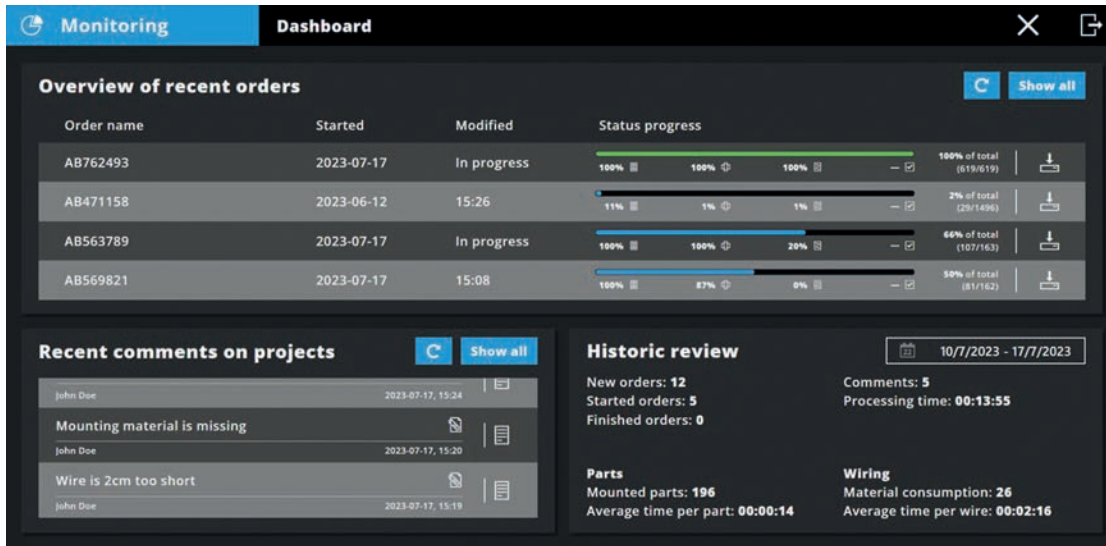 Monitoring Dashboard
Overview of recent orders Show all
Order name Started Modified Status progress
AB762493 2023-07-17 In progress 100% 100% 100% — 100% of total (619/619)
AB471158 2023-06-12 15:26 11% 1% 1% — 2% of total (29/1496)
AB563789 2023-07-17 In progress 100% 100% 20% — 66% of total (107/163)
AB569821 2023-07-17 15:08 100% 87% 0% — 50% of total (81/162)
Recent comments on projects Show all
John Doe 2023-07-17, 15:24
Mounting material is missing
John Doe 2023-07-17, 15:20
Wire is 2cm too short
John Doe 2023-07-17, 15:19
Historic review 10/7/2023 - 17/7/2023
New orders: 12
Started orders: 5
Finished orders: 0
Comments: 5
Processing time: 00:13:55
Parts
Mounted parts: 196
Average time per part: 00:00:14
Wiring
Material consumption: 26
Average time per wire: 00:02:16